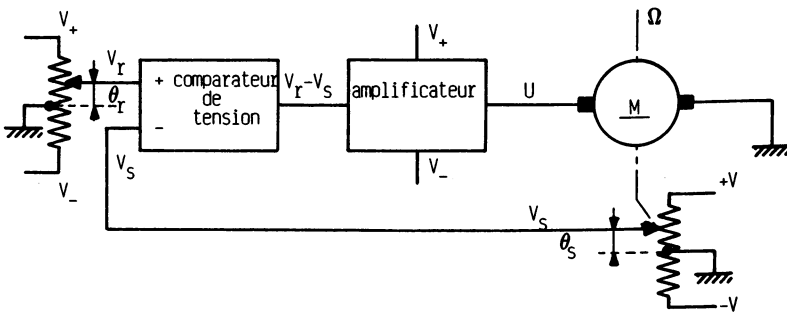 V+
Vr
θr
V-
+ comparateur
de
tension
-
Vs
Vr-Vs
V+
amplificateur
V-
U
Ω
M
Vs
θs
+V
-V